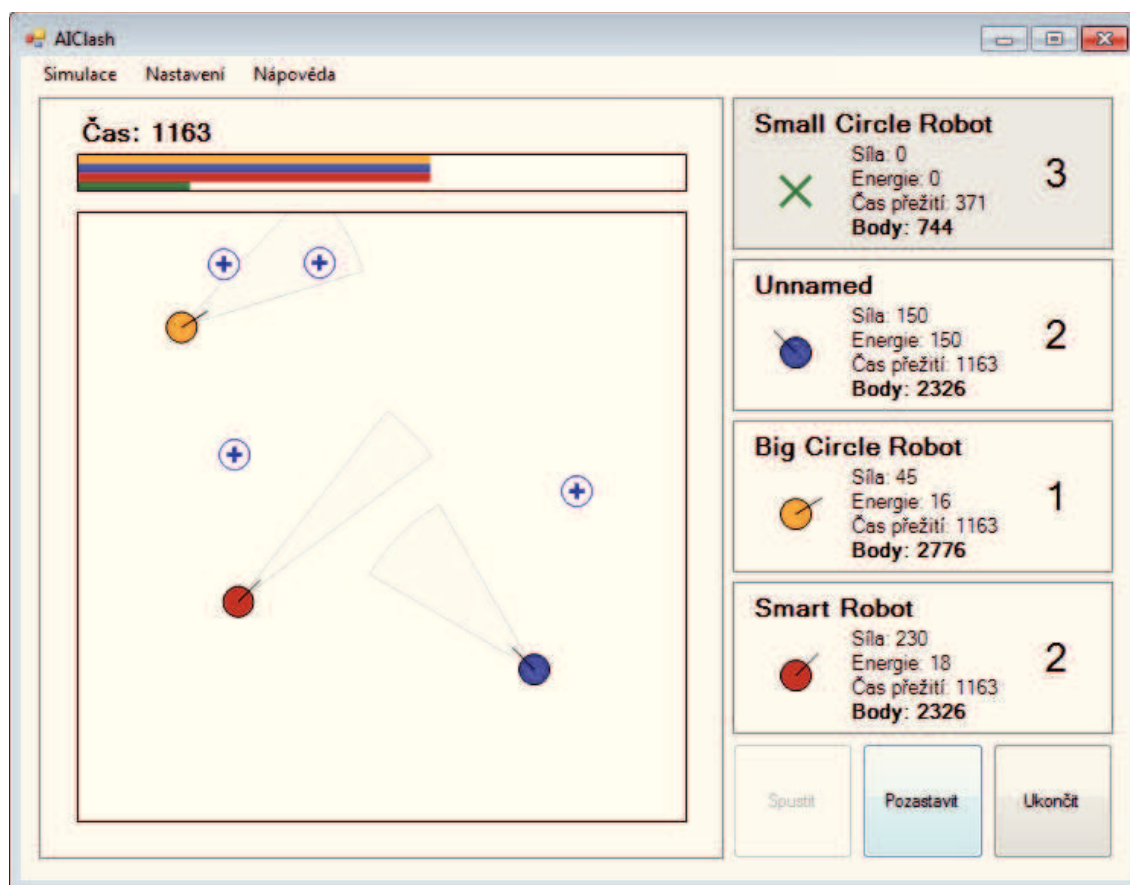 AIClash
Simulace Nastavení Nápověda
Čas: 1163
Small Circle Robot
Síla: 0
Energie: 0
Čas přežití: 371
Body: 744
3
Unnamed
Síla: 150
Energie: 150
Čas přežití: 1163
Body: 2326
2
Big Circle Robot
Síla: 45
Energie: 16
Čas přežití: 1163
Body: 2776
1
Smart Robot
Síla: 230
Energie: 18
Čas přežití: 1163
Body: 2326
2
Spustit Pozastavit Ukončit